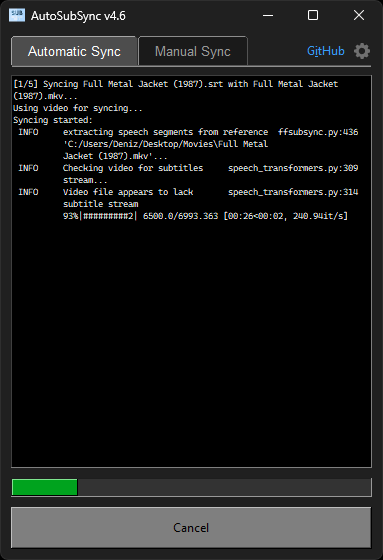 SUB
AutoSubSync v4.6
Automatic Sync
Manual Sync
GitHub
[1/5] Syncing Full Metal Jacket (1987).srt with Full Metal Jacket
(1987).mkv...
Using video for syncing...
Syncing started:
INFO extracting speech segments from reference ffsubsync.py:436
'C:/Users/Deniz/Desktop/Movies\Full Metal
Jacket (1987).mkv'...
INFO Checking video for subtitles speech_transformers.py:309
stream...
INFO Video file appears to lack speech_transformers.py:314
subtitle stream
93%|#########2| 6500.0/6993.363 [00:26<00:02, 240.94it/s]
Cancel